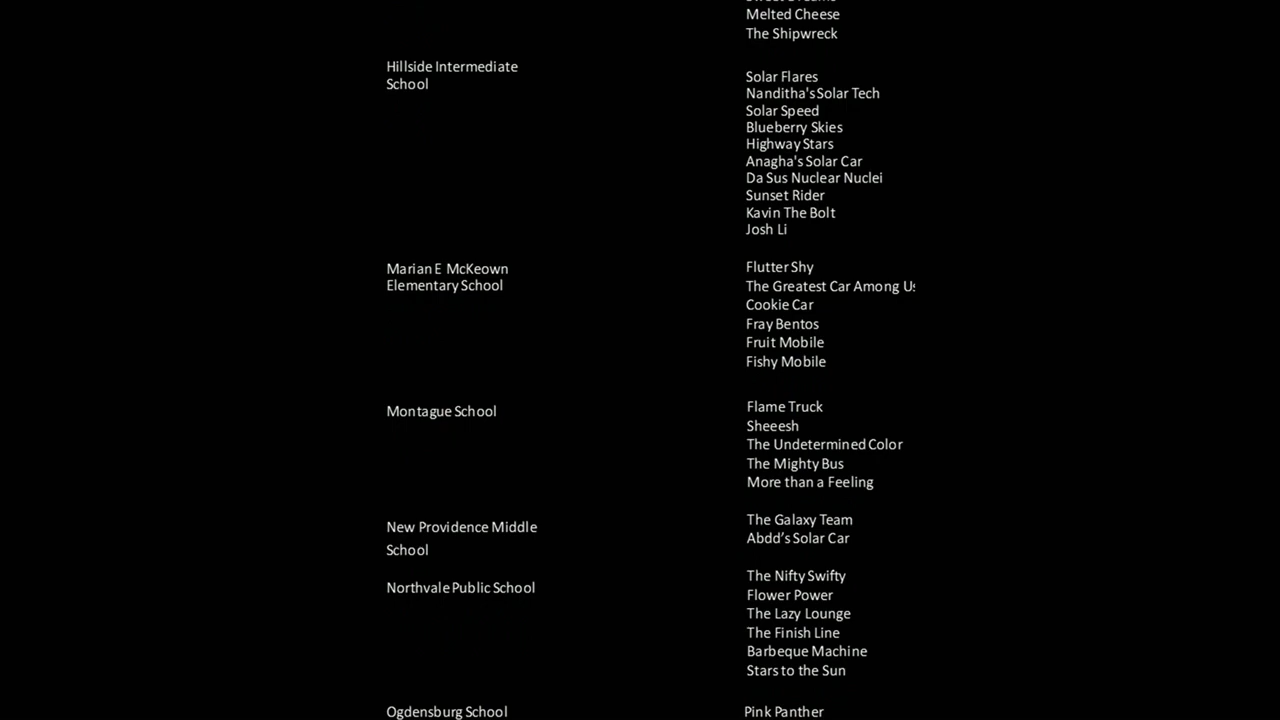 Melted Cheese
The Shipwreck
Hillside Intermediate
School
Solar Flares
Nanditha's Solar Tech
Solar Speed
Blueberry Skies
Highway Stars
Anagha's Solar Car
Da Sus Nuclear Nuclei
Sunset Rider
Kavin The Bolt
Josh Li
Marian E McKeown
Elementary School
Flutter Shy
The Greatest Car Among Us
Cookie Car
Fray Bentos
Fruit Mobile
Fishy Mobile
Montague School
Flame Truck
Sheeesh
The Undetermined Color
The Mighty Bus
More than a Feeling
New Providence Middle
School
The Galaxy Team
Abdd’s Solar Car
Northvale Public School
The Nifty Swifty
Flower Power
The Lazy Lounge
The Finish Line
Barbeque Machine
Stars to the Sun
Ogdensburg School
Pink Panther